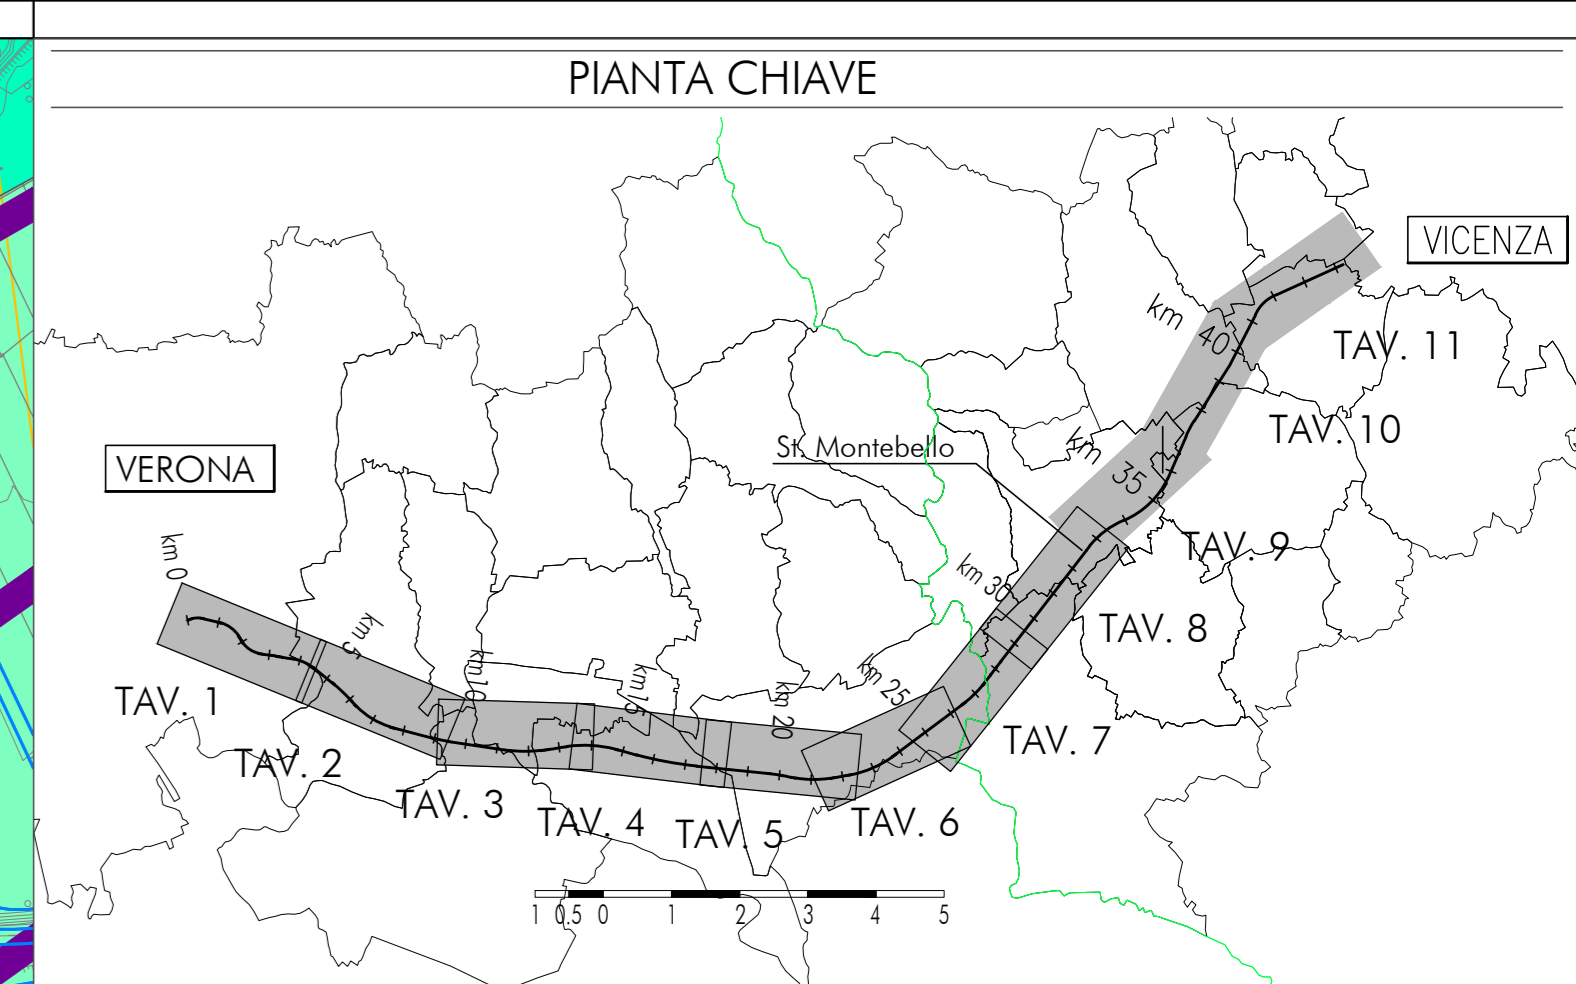 PIANTA CHIAVE
VICENZA
km 40
TAV. 11
TAV. 10
St. Montebello
km 35
VERONA
km 0
TAV. 9
km 30
TAV. 8
km 5
km 10
km 15
km 20
km 25
TAV. 1
TAV. 7
TAV. 2
TAV. 3
TAV. 4
TAV. 5
TAV. 6
1 0.5 0 1 2 3 4 5